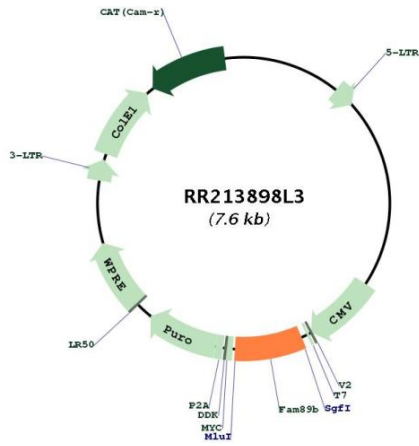 CAT(Cam-r)
5-LTR
ColE1
3-LTR
RR213898L3
(7.6 kb)
WPRE
CMV
LR50
Puro
V2
T7
P2A
DDK
MYC
MluI
Fam89b
SgfI